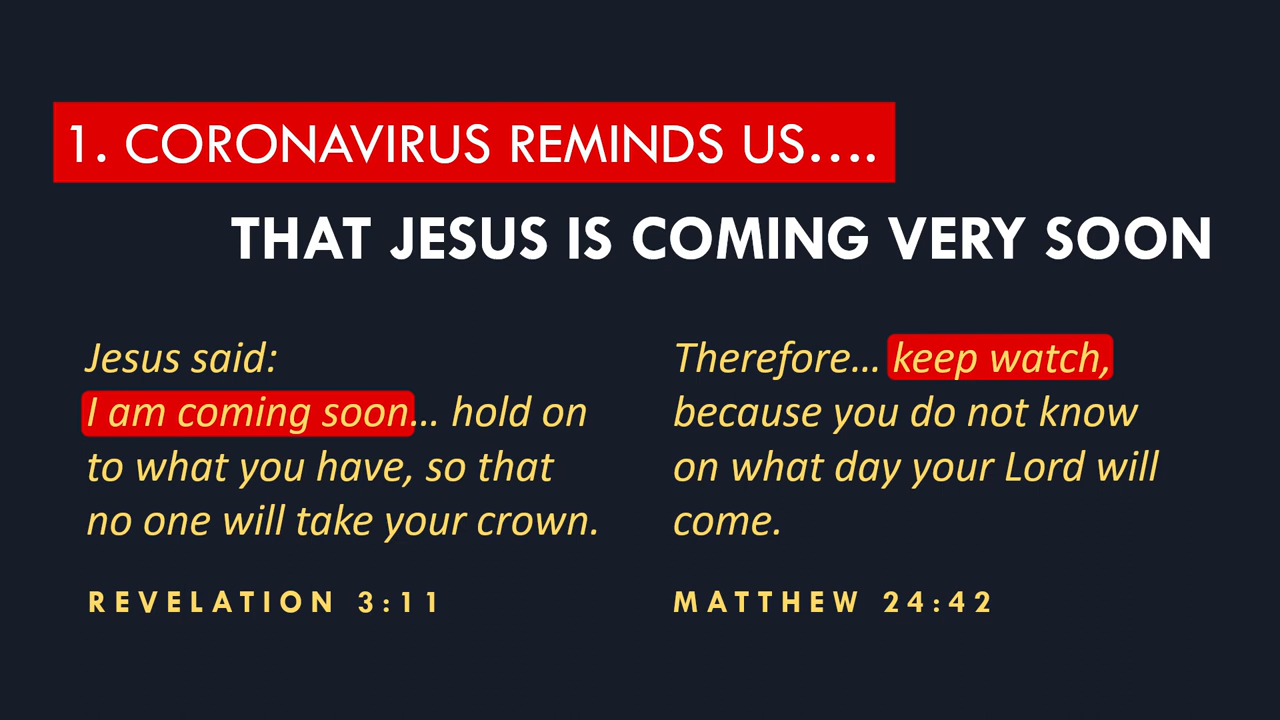 1. CORONAVIRUS REMINDS US....
THAT JESUS IS COMING VERY SOON
Jesus said:
I am coming soon... hold on
to what you have, so that
no one will take your crown.
REVELATION 3:11
Therefore... keep watch,
because you do not know
on what day your Lord will
come.
MATTHEW 24:42